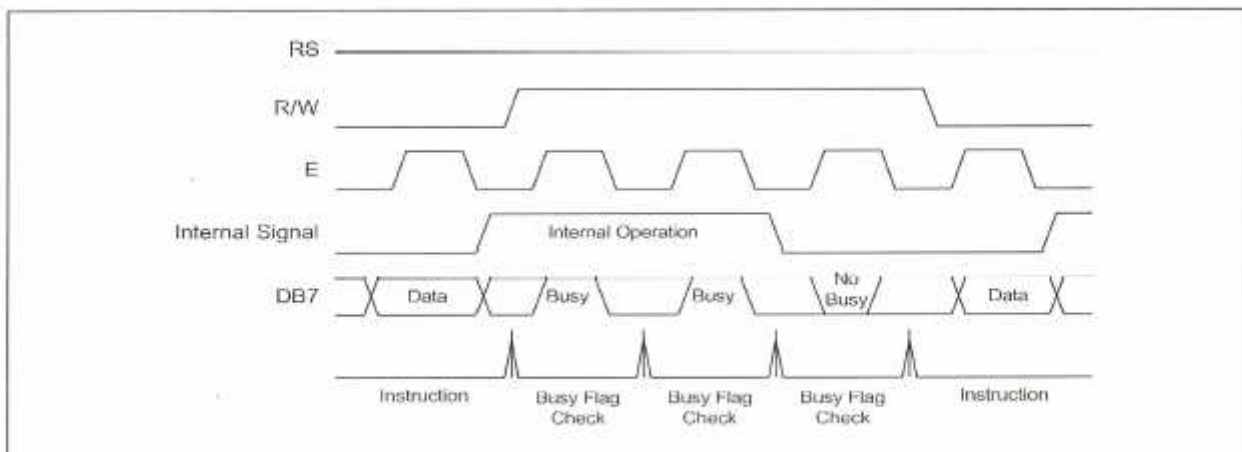 RS
R/W
E
Internal Signal
Internal Operation
DB7
Data
Busy
Busy
No
Busy
Data
Instruction
Busy Flag
Check
Busy Flag
Check
Busy Flag
Check
Instruction